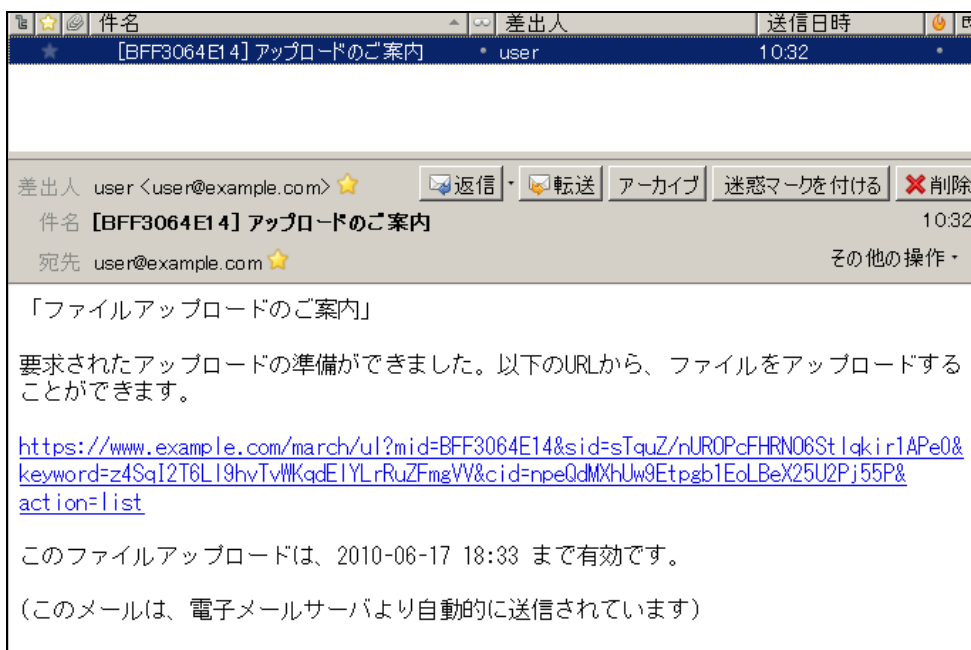 件名 差出人 送信日時
[BFF3064E14] アップロードのご案内 user 10:32
差出人 user <user@example.com> 返信 転送 アーカイブ 迷惑マークを付ける 削除
件名 [BFF3064E14] アップロードのご案内 10:32
宛先 user@example.com その他の操作
「ファイルアップロードのご案内」
要求されたアップロードの準備ができました。以下のURLから、ファイルをアップロードする
ことができます。
https://www.example.com/march/ul?mid=BFF3064E14&sid=sTquZ/nUROPcFHRNO6StIqkir1APe0&
keyword=z4SqI2T6Ll9hvTvWKqdElYLrRuZFmgVV&cid=npeQdMXhUw9Etpgb1EoLBeX25U2Pj55P&
action=list
このファイルアップロードは、2010-06-17 18:33 まで有効です。
(このメールは、電子メールサーバより自動的に送信されています)